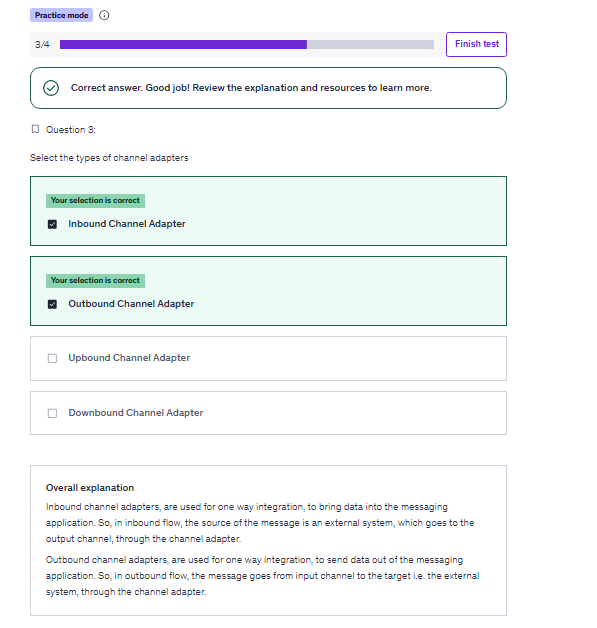 Practice mode
3/4
Finish test
Correct answer. Good job! Review the explanation and resources to learn more.
Question 3:
Select the types of channel adapters
Your selection is correct
Inbound Channel Adapter
Your selection is correct
Outbound Channel Adapter
Upbound Channel Adapter
Downbound Channel Adapter
Overall explanation
Inbound channel adapters, are used for one way integration, to bring data into the messaging
application. So, in inbound flow, the source of the message is an external system, which goes to the
output channel, through the channel adapter.
Outbound channel adapters, are used for one way integration, to send data out of the messaging
application. So, in outbound flow, the message goes from input channel to the target i.e. the external
system, through the channel adapter.